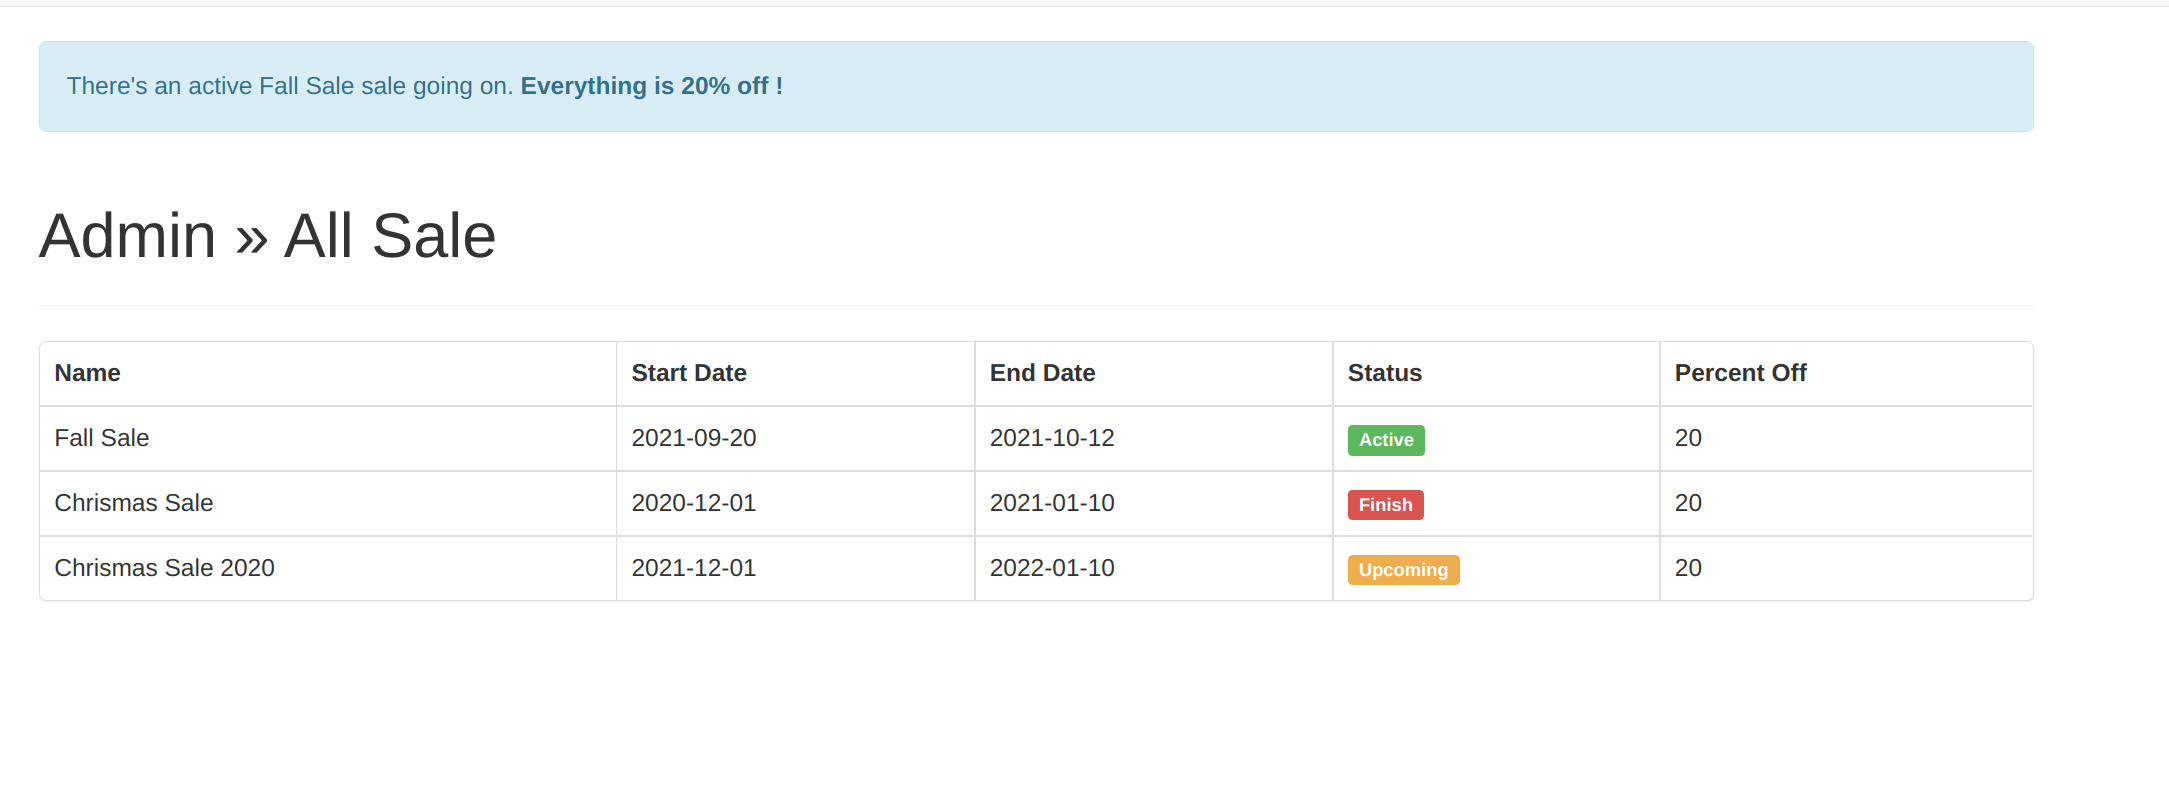 There's an active Fall Sale sale going on. Everything is 20% off !
Admin » All Sale
Name Start Date End Date Status Percent Off
Fall Sale 2021-09-20 2021-10-12 Active 20
Chrismas Sale 2020-12-01 2021-01-10 Finish 20
Chrismas Sale 2020 2021-12-01 2022-01-10 Upcoming 20